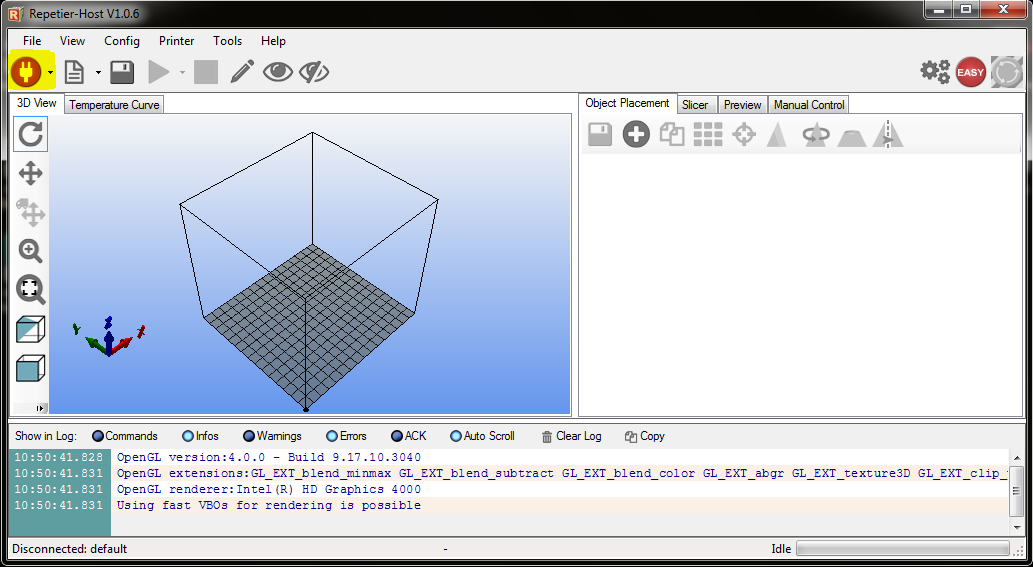 Repetier-Host V1.0.6
File View Config Printer Tools Help
EASY
3D View Temperature Curve
Object Placement Slicer Preview Manual Control
Z
Y X
Show in Log: Commands Infos Warnings Errors ACK Auto Scroll Clear Log Copy
10:50:41.828 OpenGL version:4.0.0 - Build 9.17.10.3040
10:50:41.831 OpenGL extensions:GL_EXT_blend_minmax GL_EXT_blend_subtract GL_EXT_blend_color GL_EXT_abgr GL_EXT_texture3D GL_EXT_clip_
10:50:41.831 OpenGL renderer:Intel(R) HD Graphics 4000
10:50:41.831 Using fast VBOs for rendering is possible
Disconnected: default - Idle